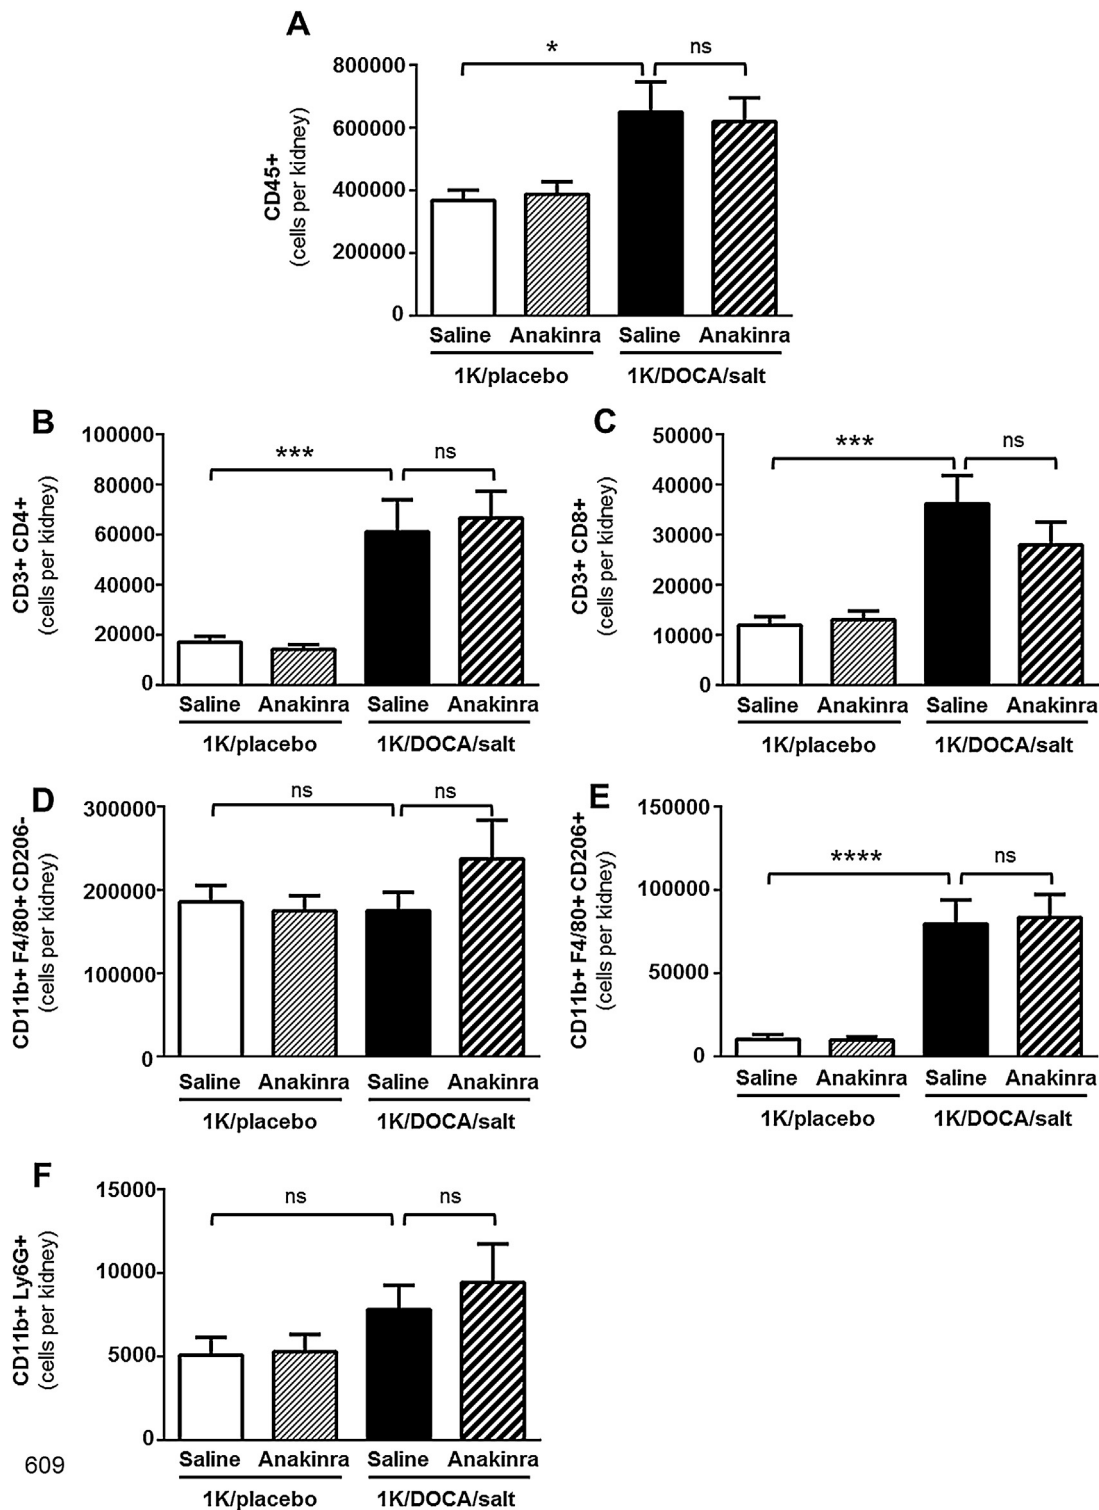 A
* ns
CD45+
(cells per kidney)
800000
600000
400000
200000
0
Saline Anakinra Saline Anakinra
1K/placebo 1K/DOCA/salt
B
*** ns
CD3+ CD4+
(cells per kidney)
100000
80000
60000
40000
20000
0
Saline Anakinra Saline Anakinra
1K/placebo 1K/DOCA/salt
C
*** ns
CD3+ CD8+
(cells per kidney)
50000
40000
30000
20000
10000
0
Saline Anakinra Saline Anakinra
1K/placebo 1K/DOCA/salt
D
ns ns
CD11b+ F4/80+ CD206-
(cells per kidney)
300000
200000
100000
0
Saline Anakinra Saline Anakinra
1K/placebo 1K/DOCA/salt
E
**** ns
CD11b+ F4/80+ CD206+
(cells per kidney)
150000
100000
50000
0
Saline Anakinra Saline Anakinra
1K/placebo 1K/DOCA/salt
F
ns ns
CD11b+ Ly6G+
(cells per kidney)
15000
10000
5000
0
Saline Anakinra Saline Anakinra
1K/placebo 1K/DOCA/salt
609